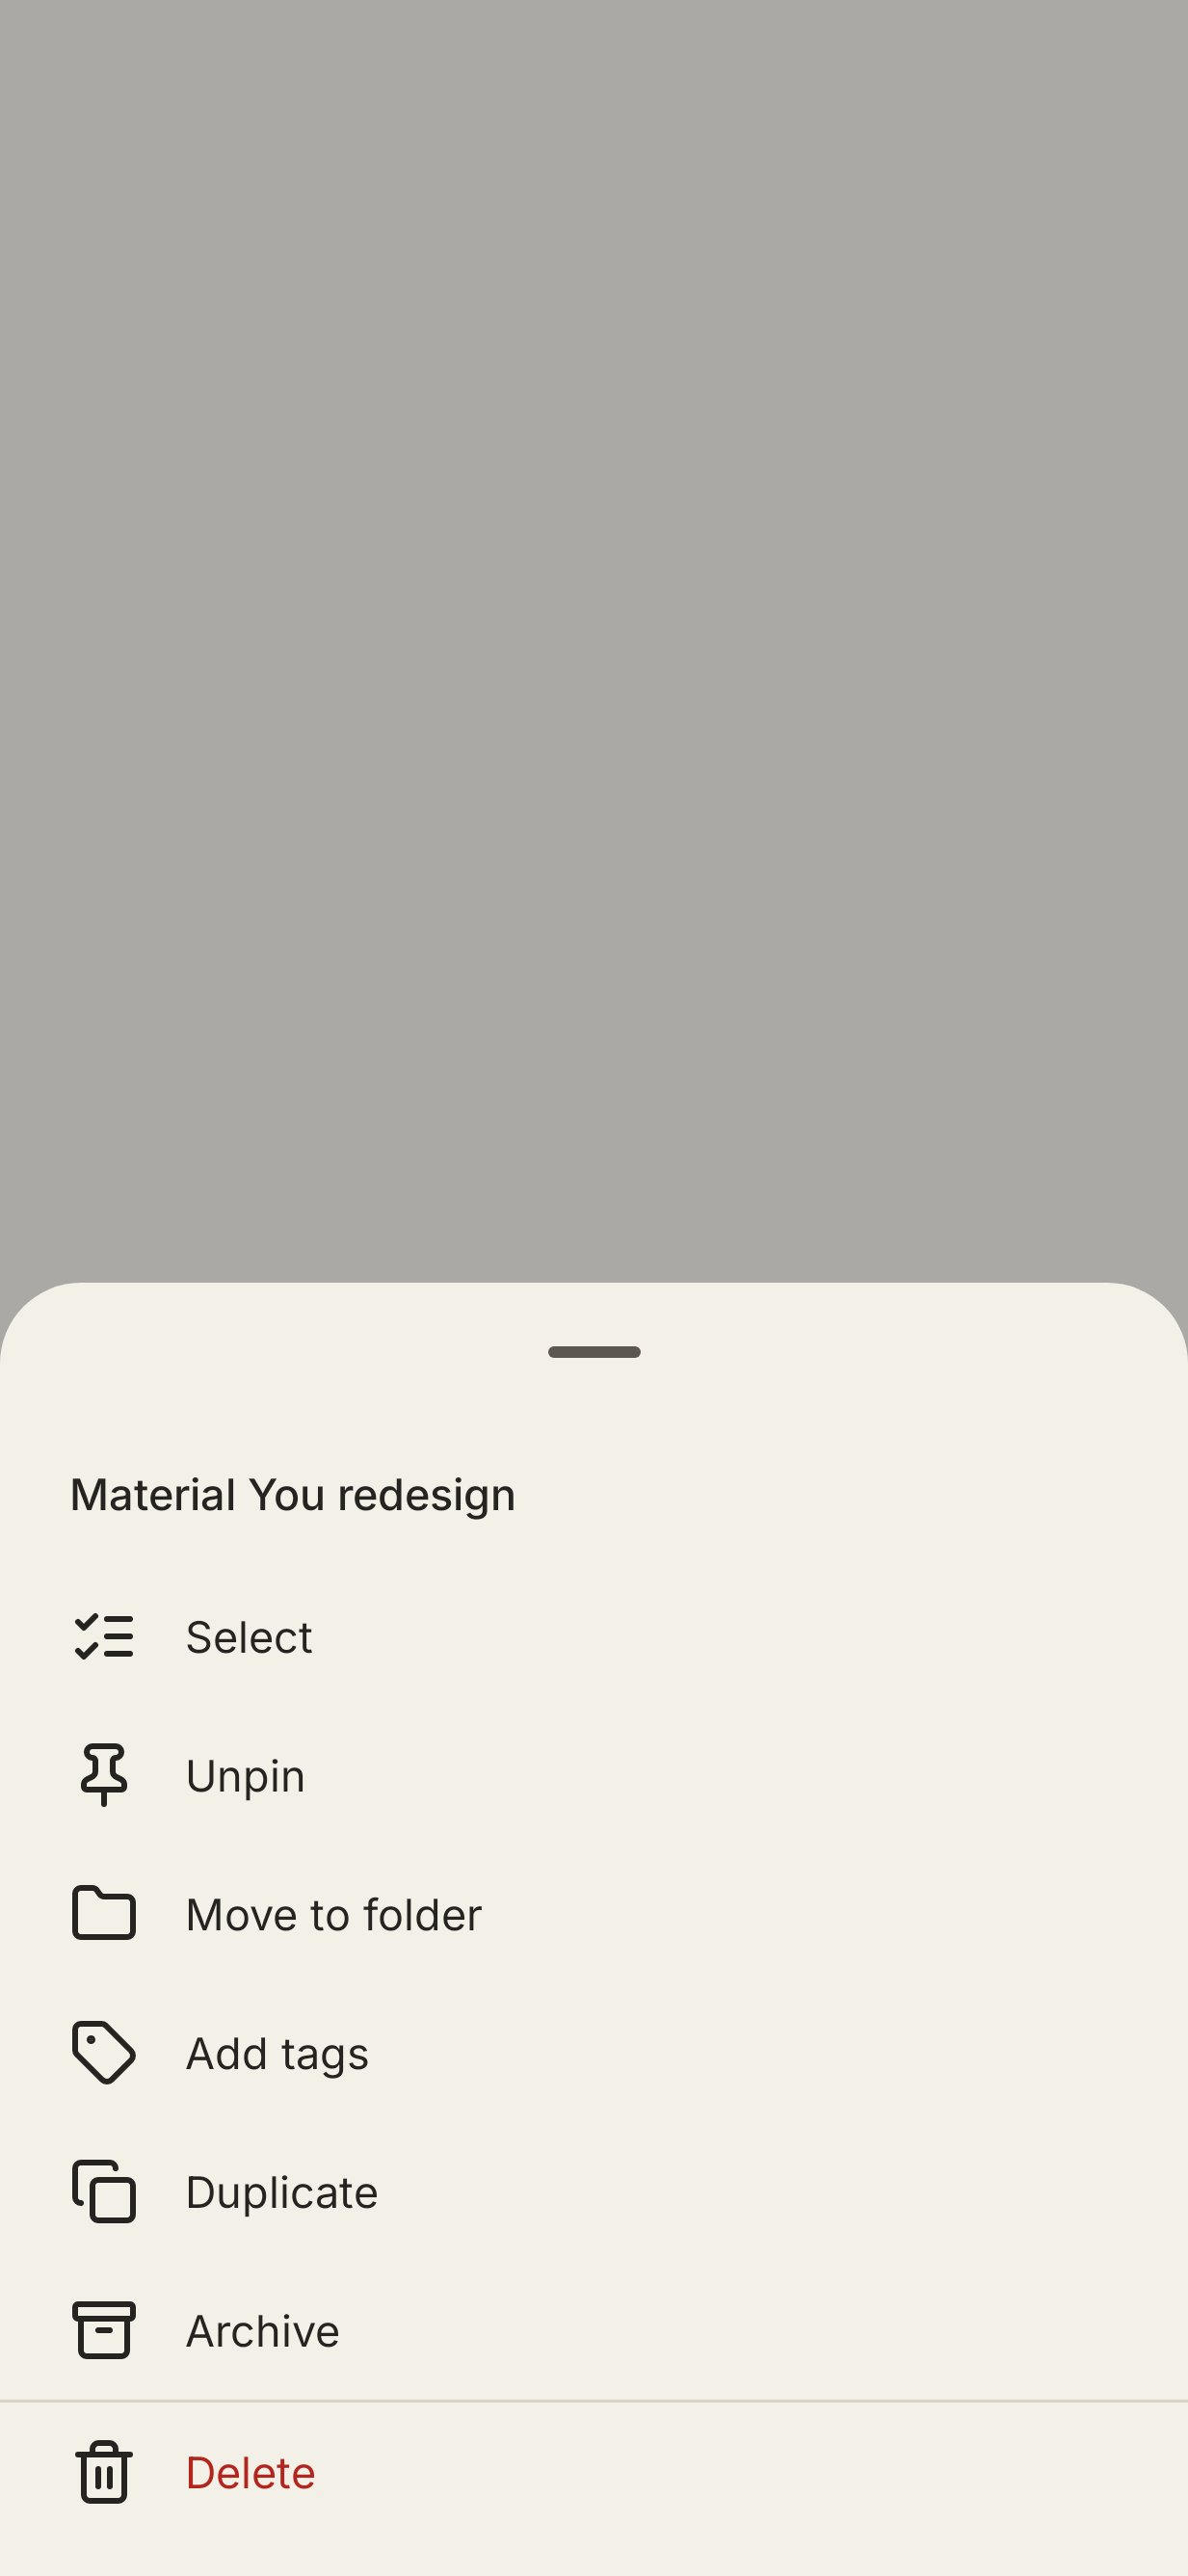 Material You redesign
Select
Unpin
Move to folder
Add tags
Duplicate
Archive
Delete